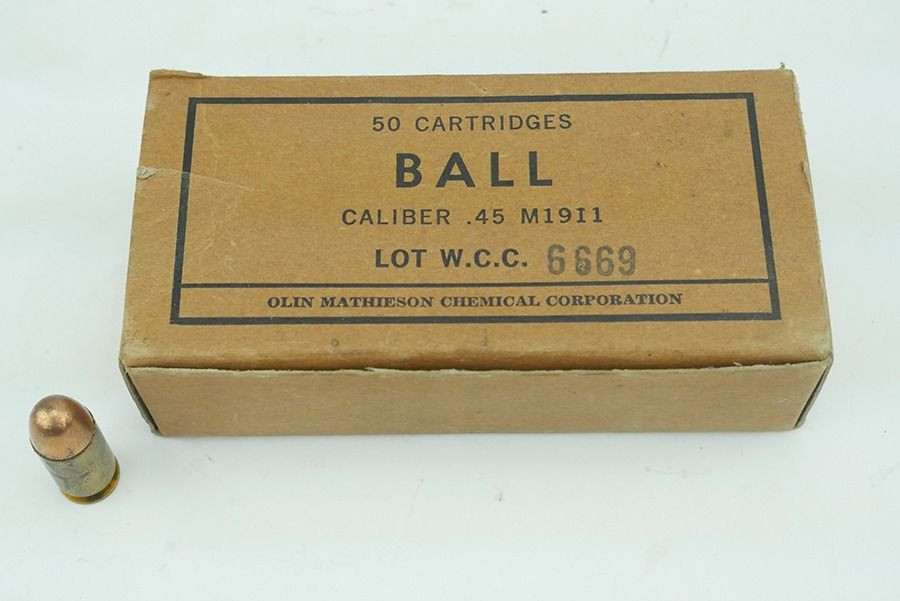 50 CARTRIDGES
BALL
CALIBER .45 M1911
LOT W.C.C. 6669
OLIN MATHIESON CHEMICAL CORPORATION